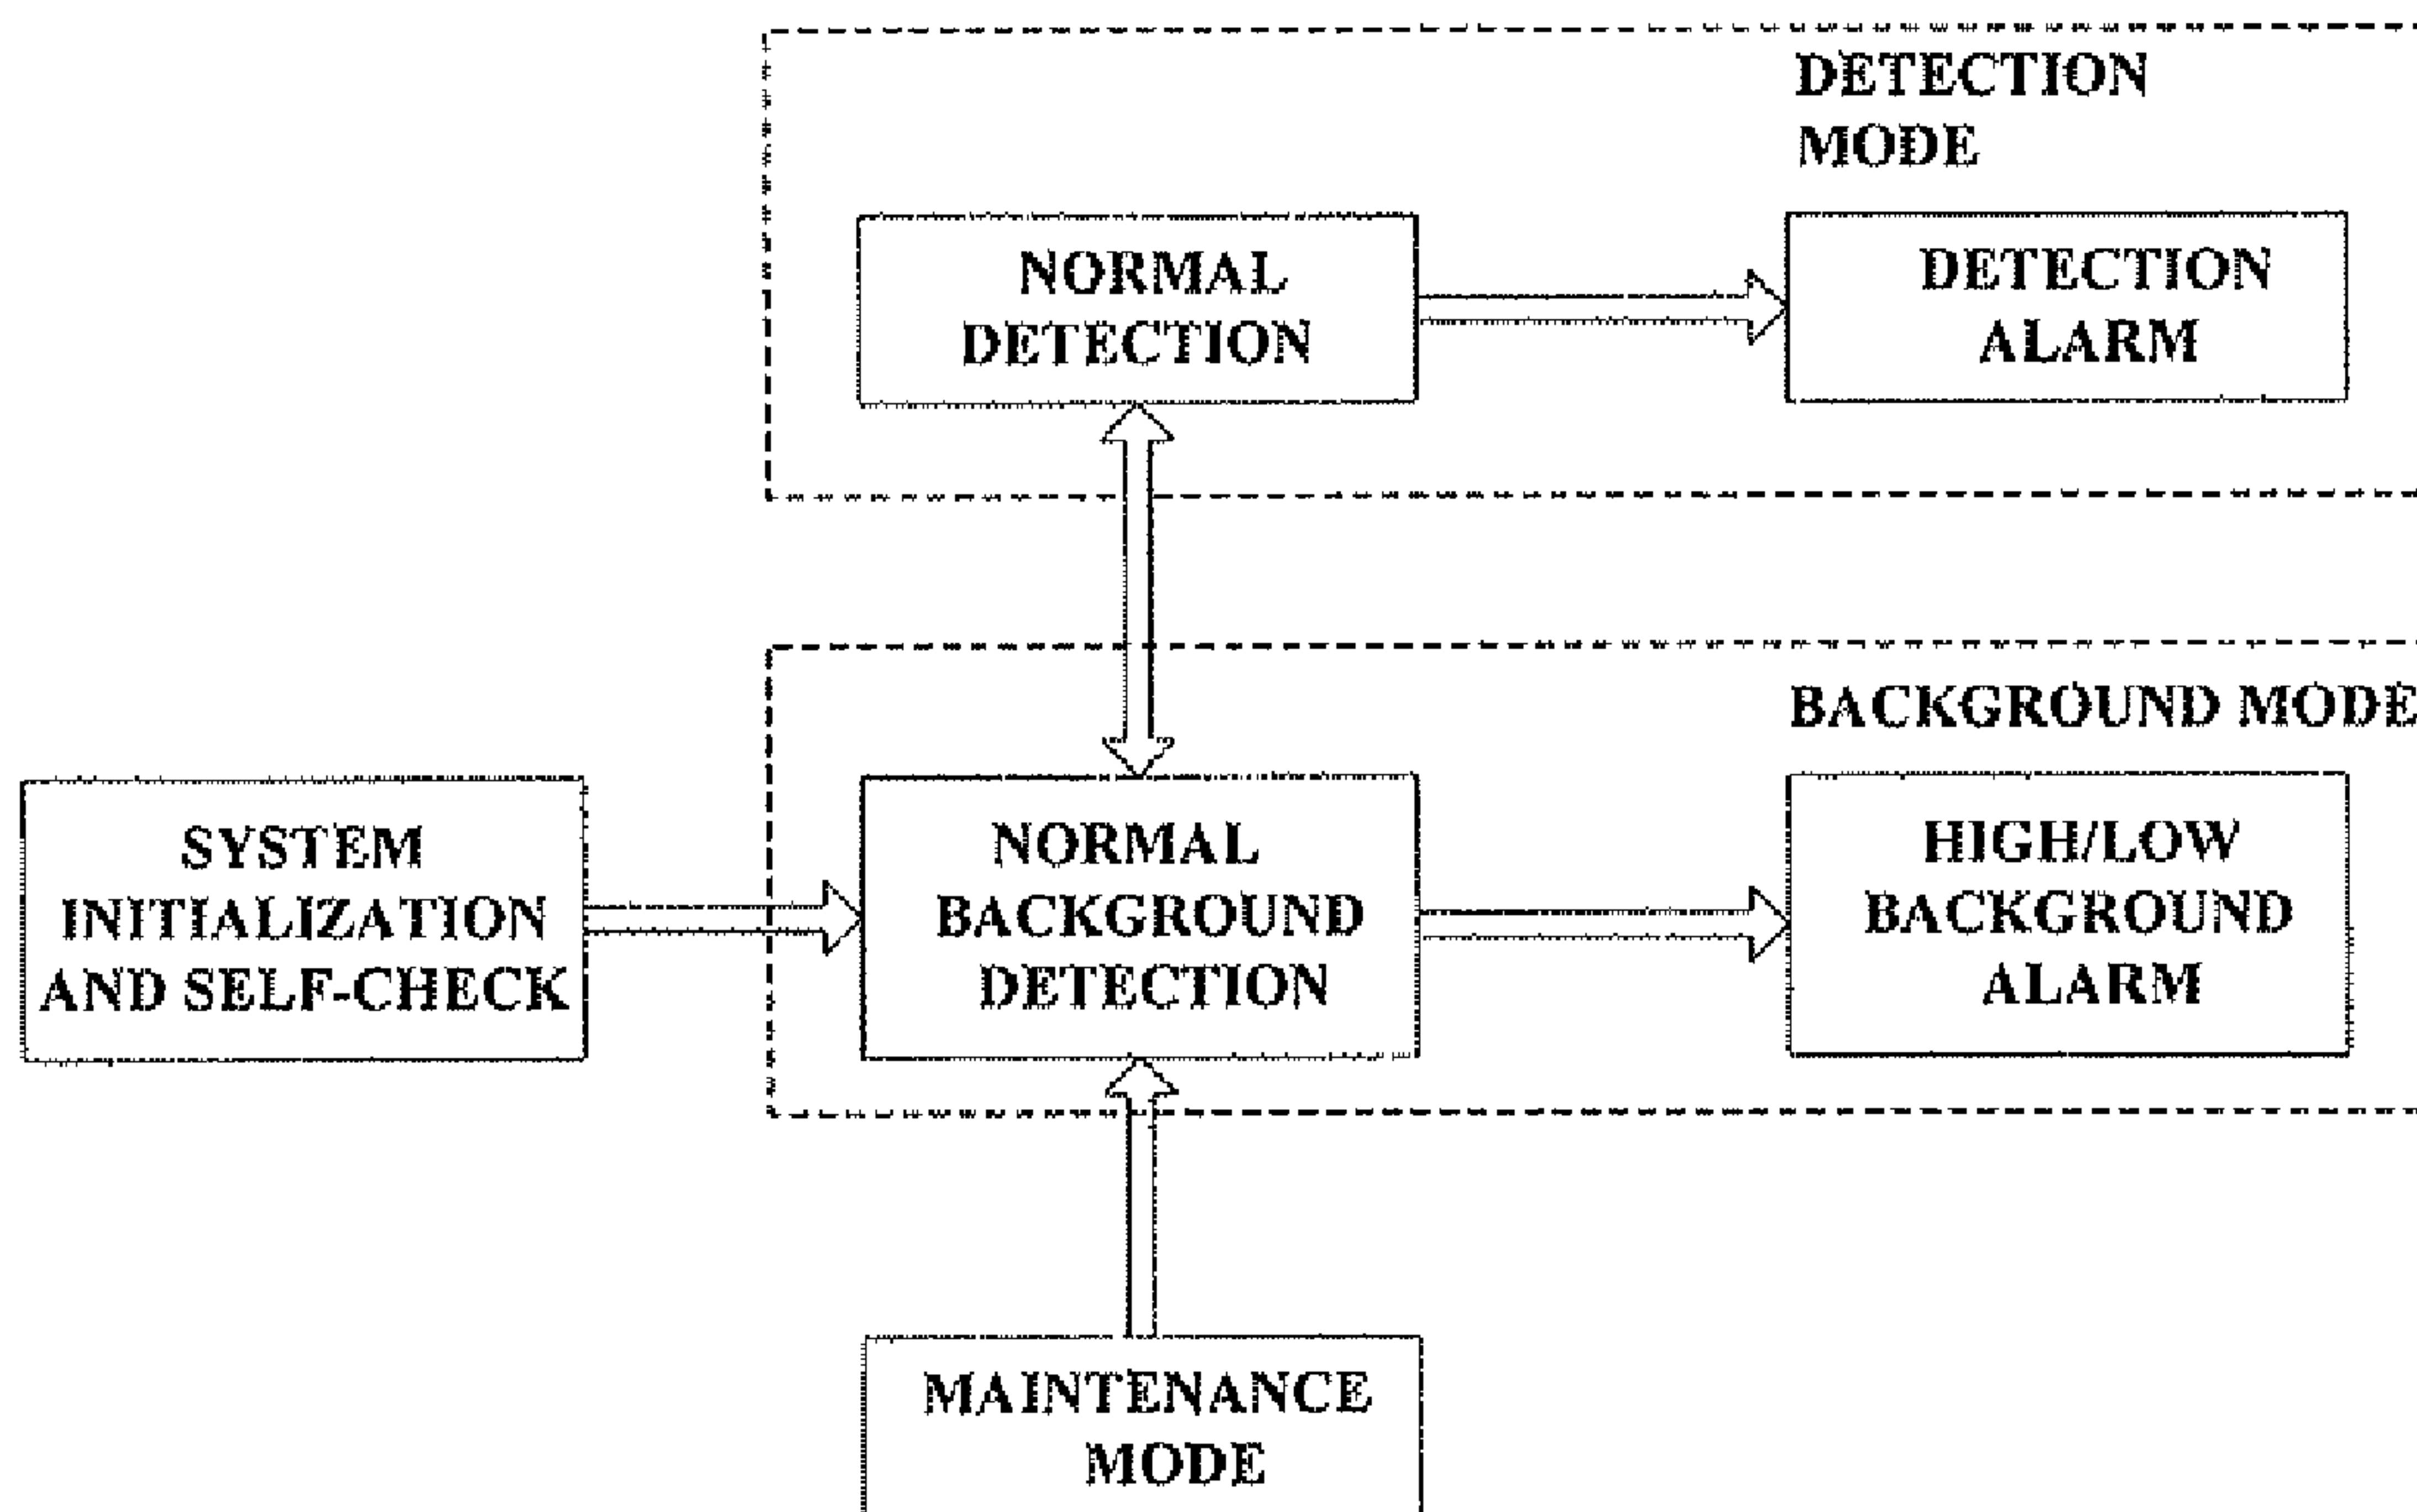 DETECTION
MODE
NORMAL
DETECTION
DETECTION
ALARM
BACKGROUND MODE
SYSTEM
INITIALIZATION
AND SELF-CHECK
NORMAL
BACKGROUND
DETECTION
HIGH/LOW
BACKGROUND
ALARM
MAINTENANCE
MODE